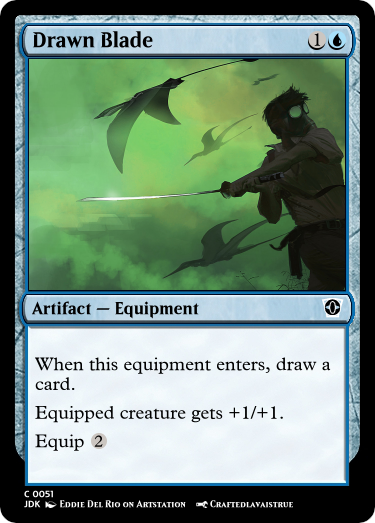 Drawn Blade 1
Artifact — Equipment
When this equipment enters, draw a
card.
Equipped creature gets +1/+1.
Equip 2
C 0051
JDK Eddie Del Rio on Artstation Craftedlavaistrue